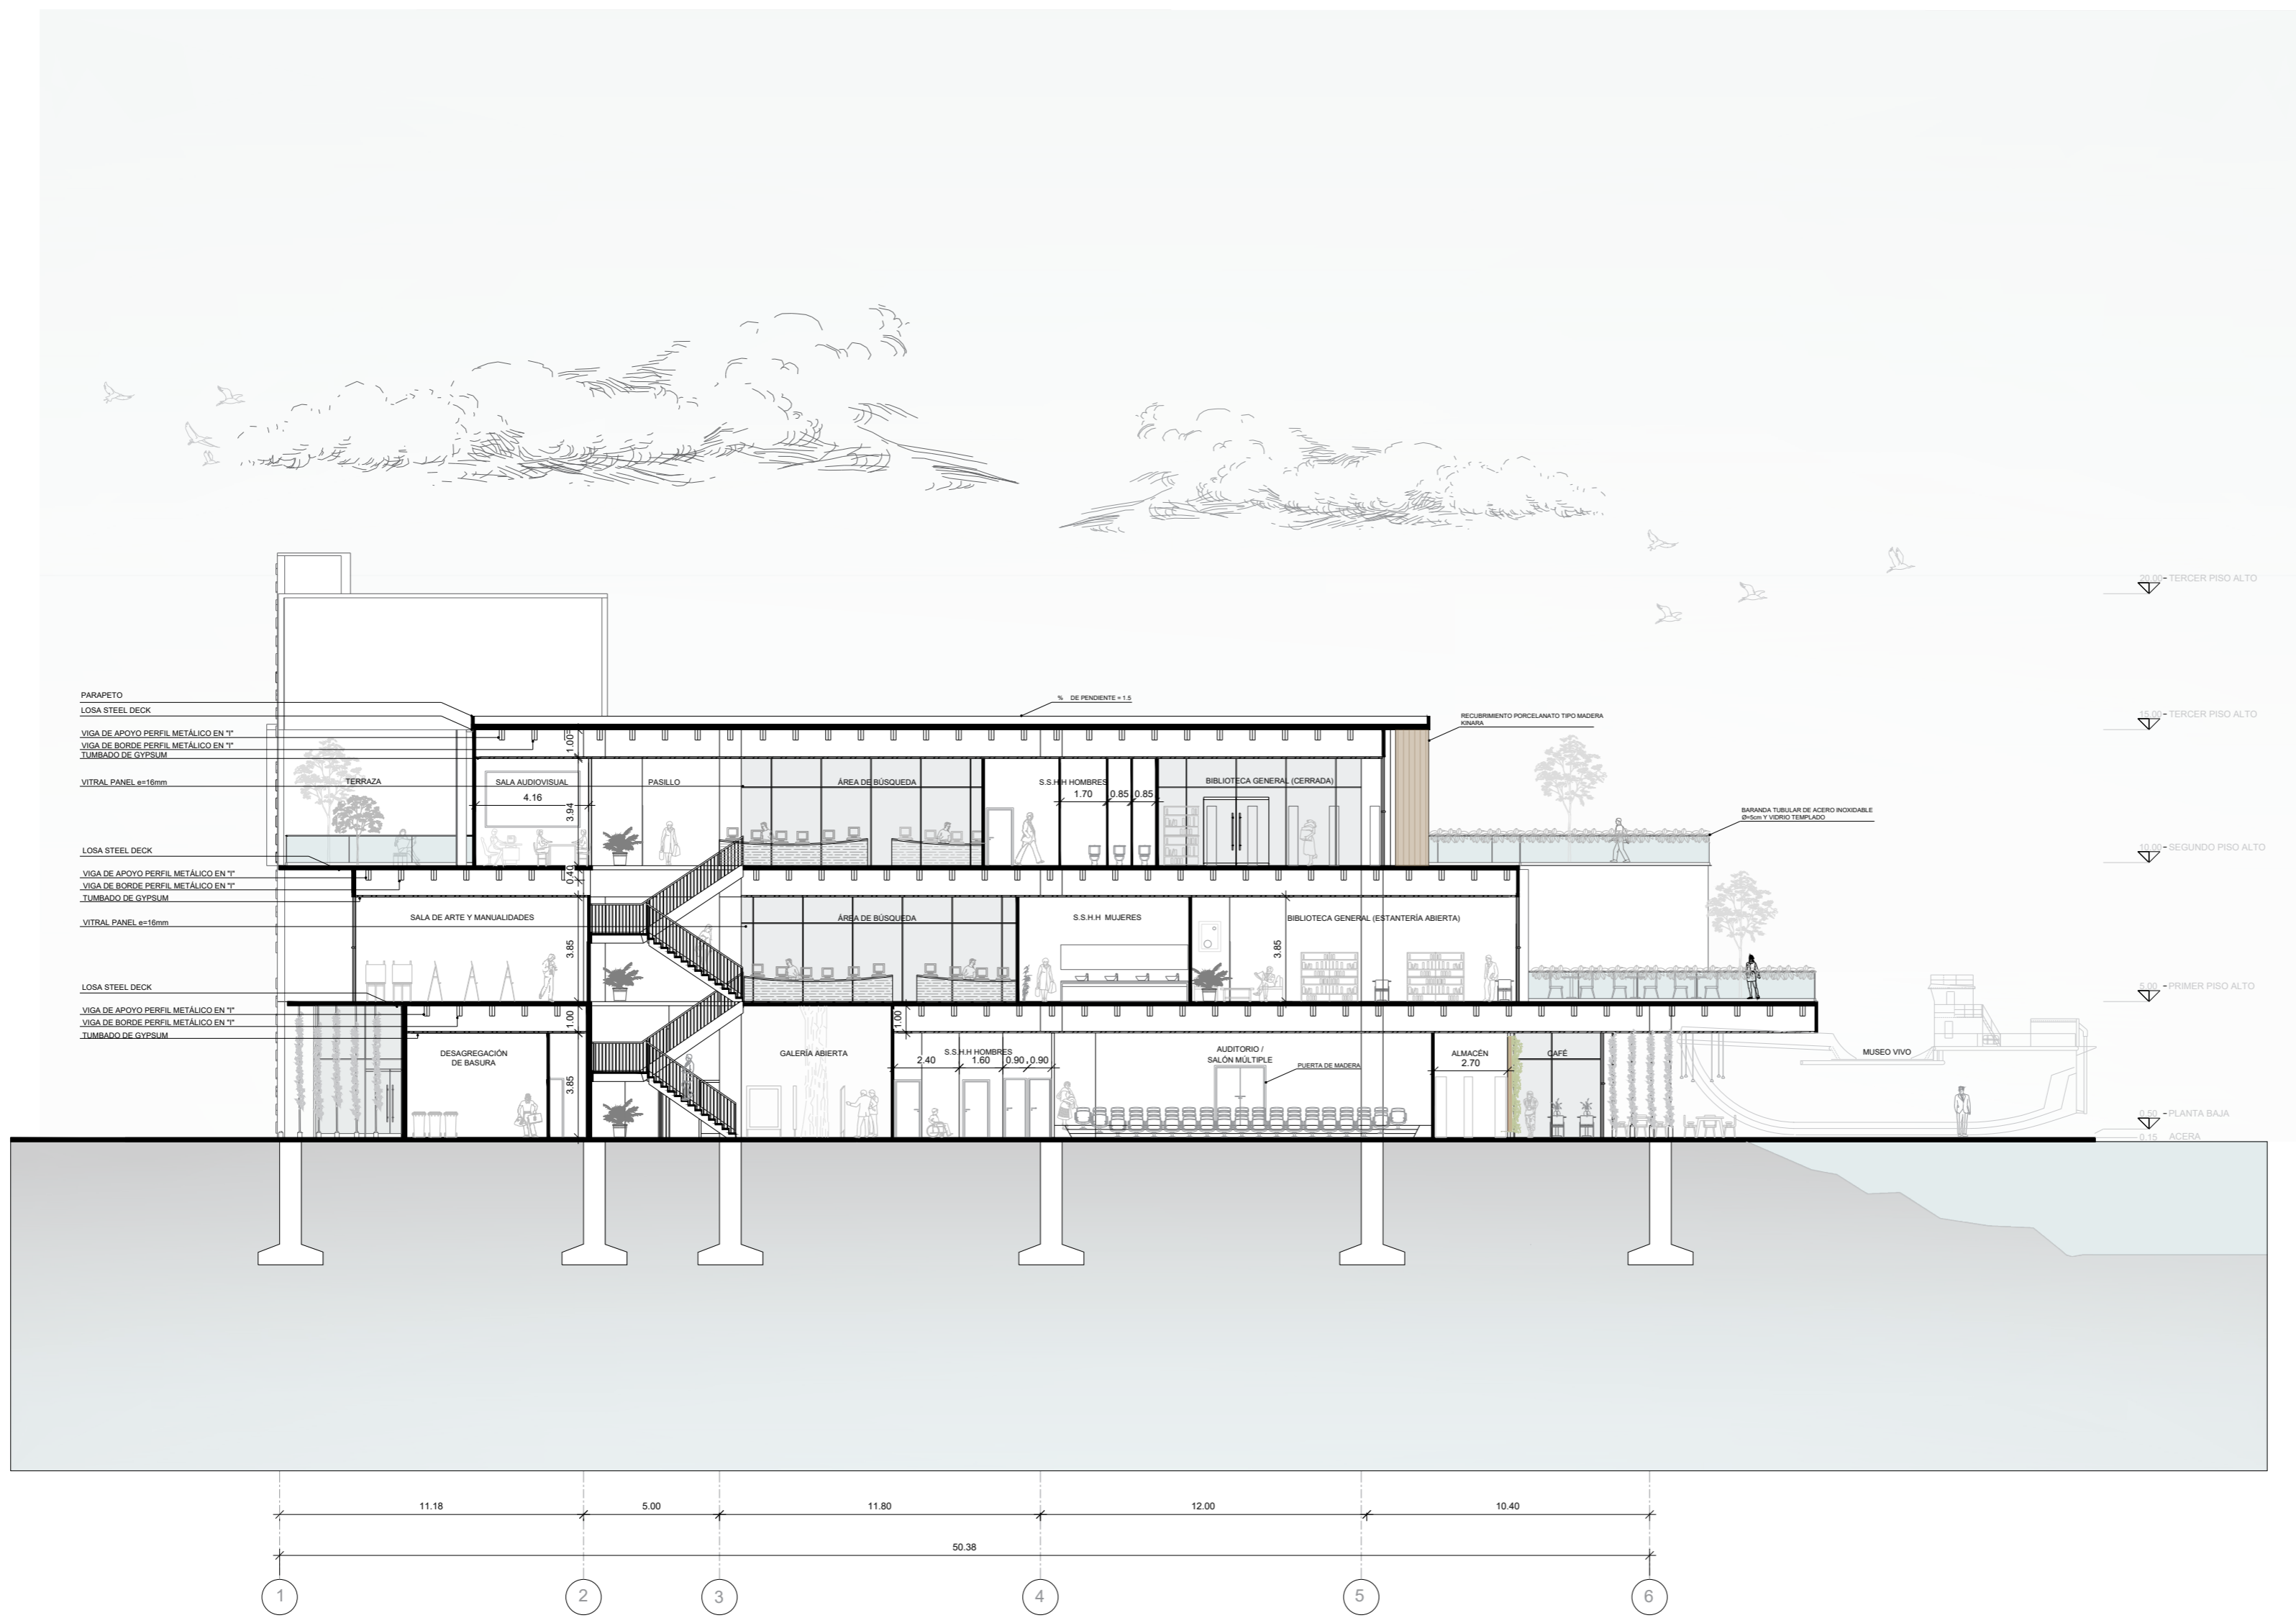 20.00 - TERCER PISO ALTO
PARAPETO
% DE PENDIENTE = 1.5
LOSA STEEL DECK
RECUBRIMIENTO PORCELANATO TIPO MADERA
KINARA
15.00 - TERCER PISO ALTO
VIGA DE APOYO PERFIL METÁLICO EN "I"
VIGA DE BORDE PERFIL METÁLICO EN "I"
1.00
TUMBADO DE GYPSUM
VITRAL PANEL e=16mm
TERRAZA
SALA AUDIOVISUAL
PASILLO
ÁREA DE BÚSQUEDA
S.S.H.H HOMBRES
BIBLIOTECA GENERAL (CERRADA)
4.16
1.70
0.85
0.85
3.94
BARANDA TUBULAR DE ACERO INOXIDABLE
Ø=5cm Y VIDRIO TEMPLADO
LOSA STEEL DECK
10.00 - SEGUNDO PISO ALTO
VIGA DE APOYO PERFIL METÁLICO EN "I"
0.40
VIGA DE BORDE PERFIL METÁLICO EN "I"
TUMBADO DE GYPSUM
SALA DE ARTE Y MANUALIDADES
ÁREA DE BÚSQUEDA
S.S.H.H MUJERES
BIBLIOTECA GENERAL (ESTANTERÍA ABIERTA)
VITRAL PANEL e=16mm
3.85
3.85
LOSA STEEL DECK
5.00 - PRIMER PISO ALTO
VIGA DE APOYO PERFIL METÁLICO EN "I"
VIGA DE BORDE PERFIL METÁLICO EN "I"
1.00
1.00
TUMBADO DE GYPSUM
DESAGREGACIÓN
DE BASURA
GALERÍA ABIERTA
S.S.H.H HOMBRES
AUDITORIO /
SALÓN MÚLTIPLE
ALMACÉN
CAFÉ
MUSEO VIVO
2.40
1.60
0.90
0.90
PUERTA DE MADERA
2.70
3.85
0.50 - PLANTA BAJA
0.15 ACERA
11.18
5.00
11.80
12.00
10.40
50.38
1
2
3
4
5
6